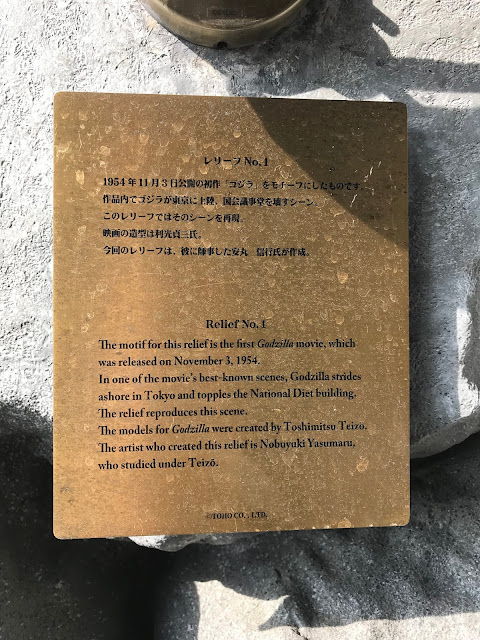 レリーフ No.1
1954年11月3日公開の初作「ゴジラ」をモチーフにしたものです。
作品内でゴジラが東京に上陸、国会議事堂を壊すシーン。
このレリーフではそのシーンを再現。
映画の造型は利光貞三氏。
今回のレリーフは、彼に師事した安丸 信行氏が作成。
Relief No.1
The motif for this relief is the first Godzilla movie, which
was released on November 3, 1954.
In one of the movie's best-known scenes, Godzilla strides
ashore in Tokyo and topples the National Diet building.
The relief reproduces this scene.
The models for Godzilla were created by Toshimitsu Teizō.
The artist who created this relief is Nobuyuki Yasumaru,
who studied under Teizō.
©TOHO CO., LTD.